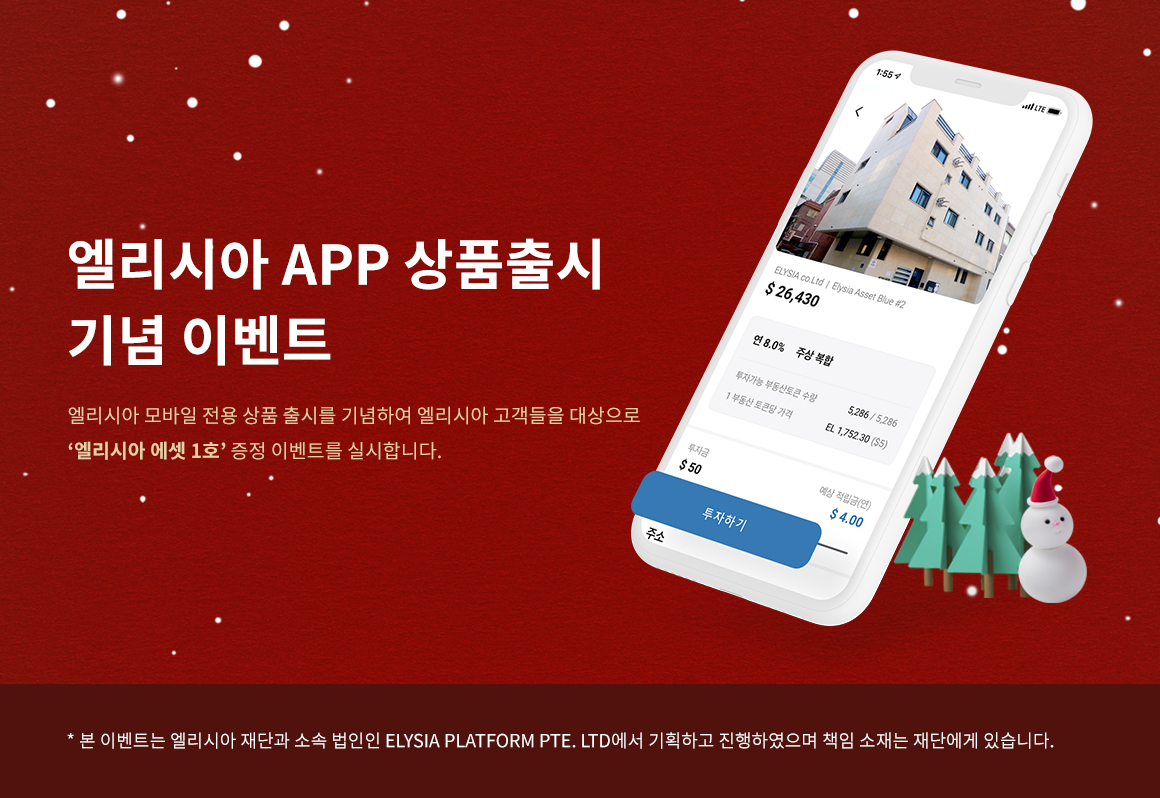 엘리시아 APP 상품출시
기념 이벤트
엘리시아 모바일 전용 상품 출시를 기념하여 엘리시아 고객들을 대상으로
‘엘리시아 에셋 1호’ 증정 이벤트를 실시합니다.
1:55
LTE
ELYSIA co.Ltd | Elysia Asset Blue #2
$ 26,430
연 8.0% 주상 복합
투자가능 부동산토큰 수량
5,286 / 5,286
1 부동산 토큰당 가격
EL 1,752.30 ($5)
투자금
$ 50
예상 적립금(연)
$ 4.00
투자하기
주소
* 본 이벤트는 엘리시아 재단과 소속 법인인 ELYSIA PLATFORM PTE. LTD에서 기획하고 진행하였으며 책임 소재는 재단에게 있습니다.